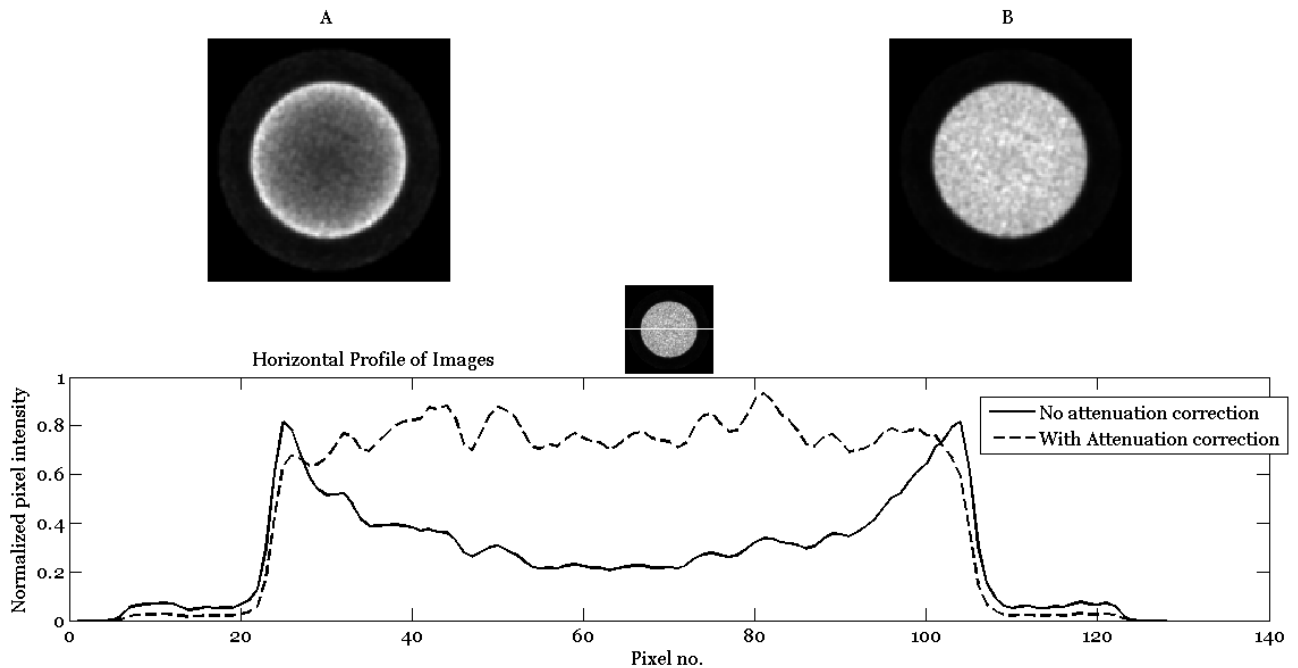 A
B
Horizontal Profile of Images
Normalized pixel intensity
1
0.8
0.6
0.4
0.2
0
No attenuation correction
With Attenuation correction
0 20 40 60 80 100 120 140
Pixel no.